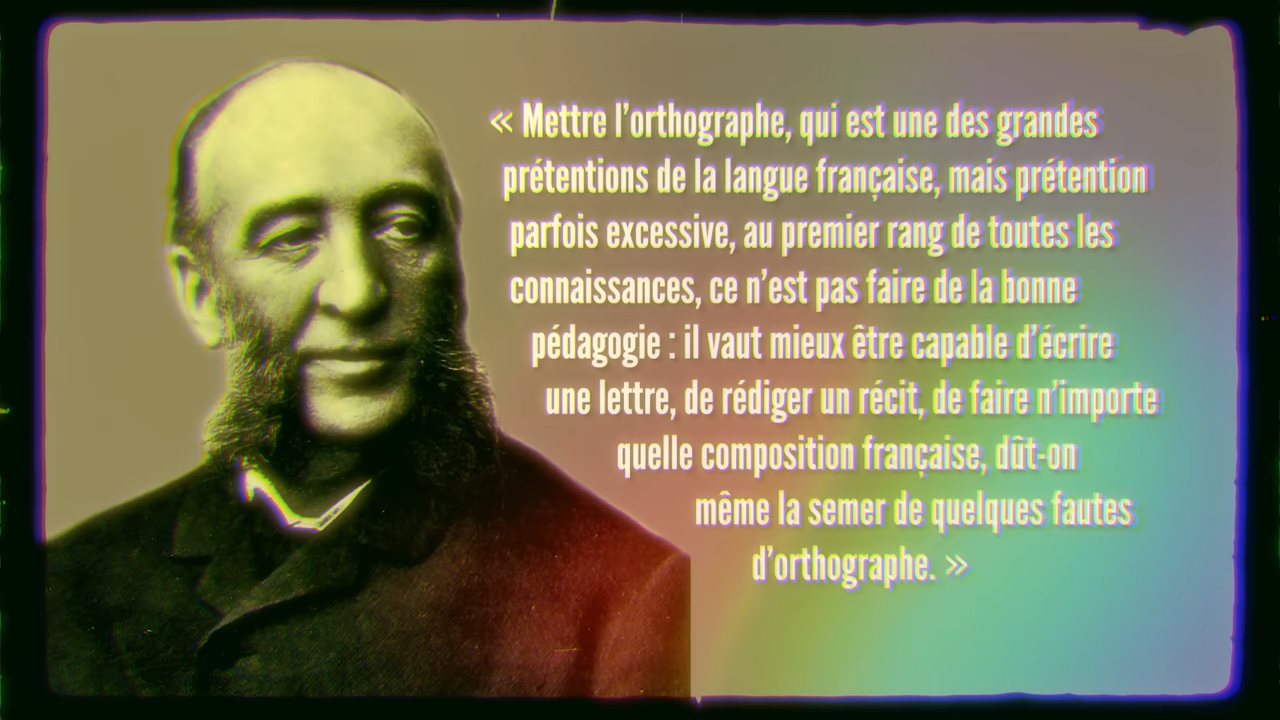 « Mettre l’orthographe, qui est une des grandes
prétentions de la langue française, mais prétention
parfois excessive, au premier rang de toutes les
connaissances, ce n’est pas faire de la bonne
pédagogie : il vaut mieux être capable d’écrire
une lettre, de rédiger un récit, de faire n’importe
quelle composition française, dût-on
même la semer de quelques fautes
d’orthographe. »